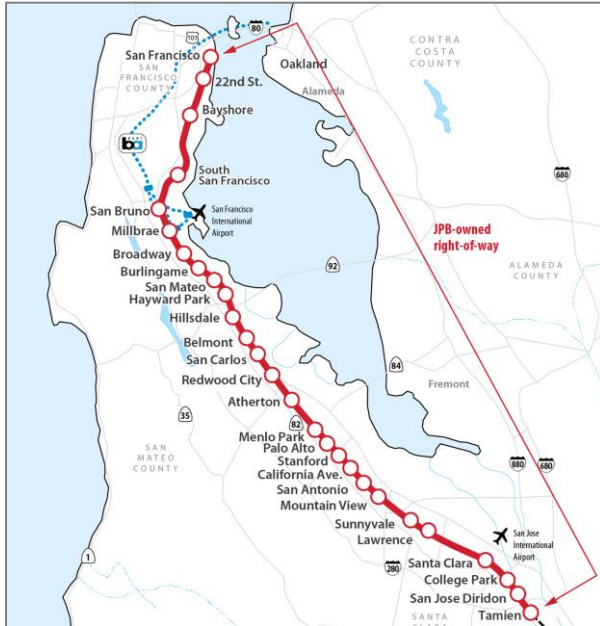 101
80
San Francisco
SAN
FRANCISCO
COUNTY
22nd St.
Bayshore
Oakland
Alameda
CONTRA
COSTA
COUNTY
680
ba
South
San Francisco
San Bruno
Millbrae
San Francisco
International
Airport
JPB-owned
right-of-way
ALAMEDA
COUNTY
92
Broadway
Burlingame
San Mateo
Hayward Park
Hillsdale
Belmont
San Carlos
Redwood City
Atherton
84
Fremont
35
82
SAN
MATEO
COUNTY
Menlo Park
Palo Alto
Stanford
California Ave.
San Antonio
Mountain View
Sunnyvale
Lawrence
880
680
San Jose
International
Airport
1
280
Santa Clara
College Park
San Jose Diridon
Tamien
SANTA